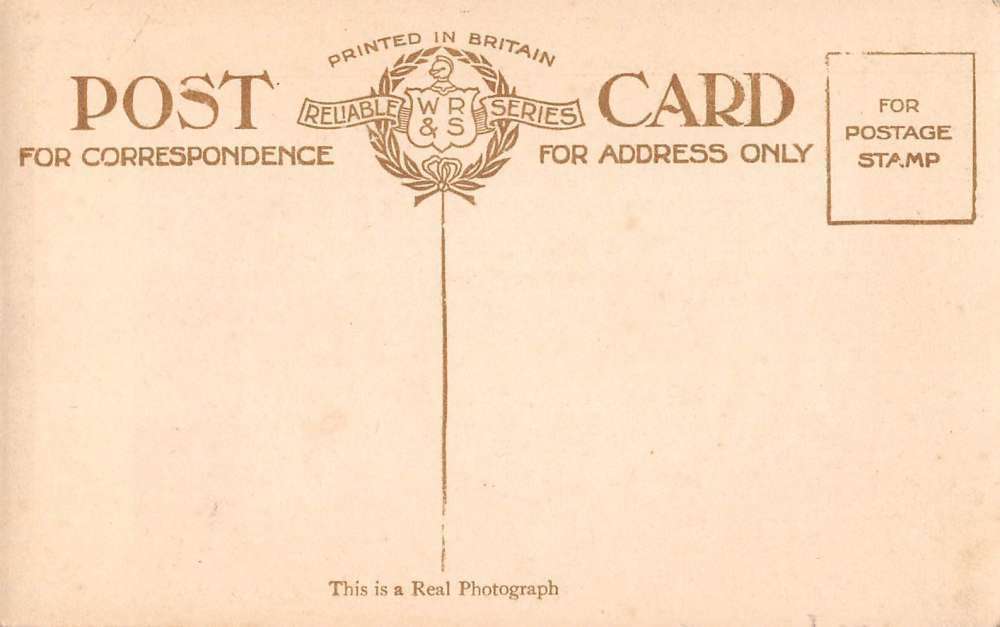 PRINTED IN BRITAIN
POST CARD
RELIABLE W R & S SERIES
FOR CORRESPONDENCE
FOR ADDRESS ONLY
FOR
POSTAGE
STAMP
This is a Real Photograph